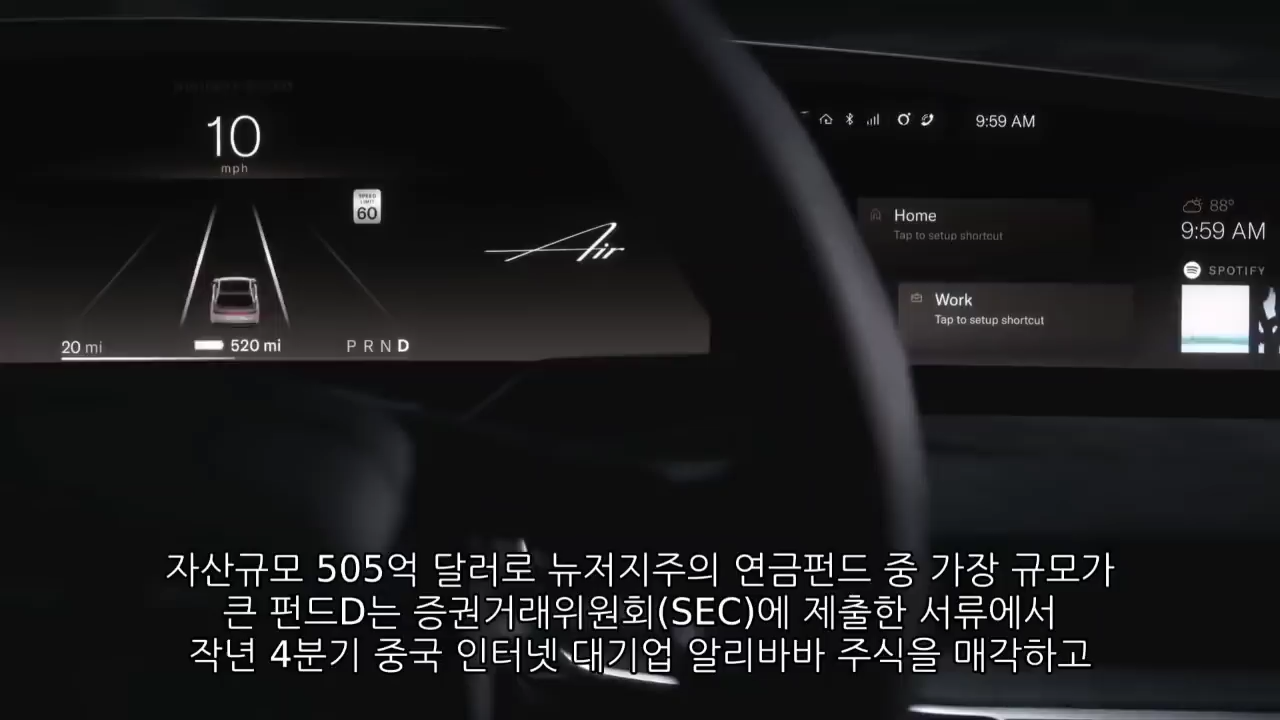 10
mph
SPEED
LIMIT
60
Air
20 mi
520 mi
P R N D
9:59 AM
Home
Tap to setup shortcut
Work
Tap to setup shortcut
88°
9:59 AM
SPOTIFY
자산규모 505억 달러로 뉴저지주의 연금펀드 중 가장 규모가
큰 펀드D는 증권거래위원회(SEC)에 제출한 서류에서
작년 4분기 중국 인터넷 대기업 알리바바 주식을 매각하고